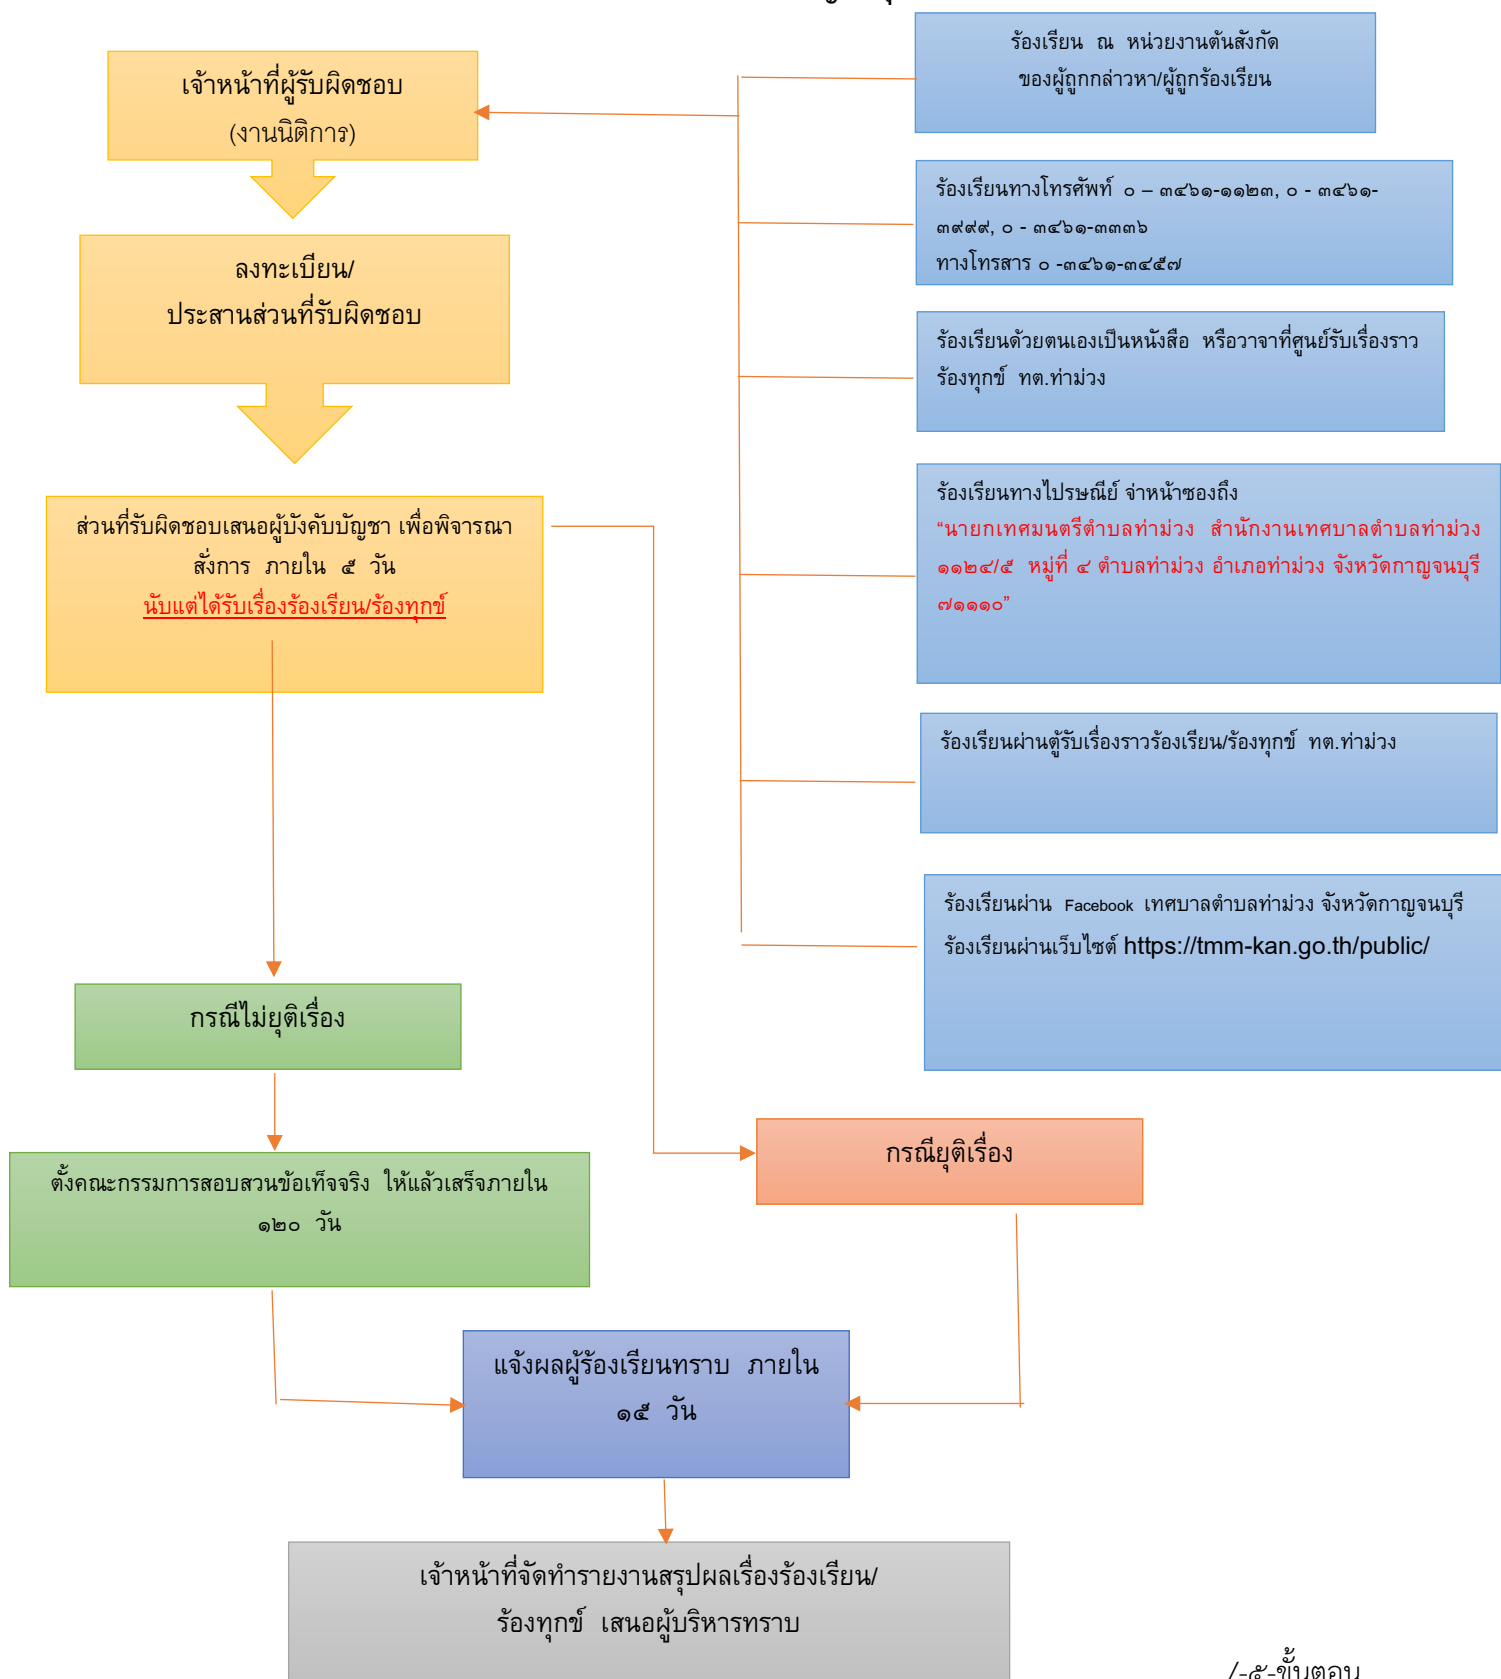 เจ้าหน้าที่ผู้รับผิดชอบ
(งานนิติการ)
ลงทะเบียน/
ประสานส่วนที่รับผิดชอบ
ส่วนที่รับผิดชอบเสนอผู้บังคับบัญชา เพื่อพิจารณา
สั่งการ ภายใน ๕ วัน
นับแต่ได้รับเรื่องร้องเรียน/ร้องทุกข์
ร้องเรียน ณ หน่วยงานต้นสังกัด
ของผู้ถูกกล่าวหา/ผู้ถูกร้องเรียน
ร้องเรียนทางโทรศัพท์ ๐ – ๓๔๖๑-๑๑๒๓, ๐ - ๓๔๖๑-
๓๙๙๙, ๐ - ๓๔๖๑-๓๓๓๖
ทางโทรสาร ๐ -๓๔๖๑-๓๔๕๗
ร้องเรียนด้วยตนเองเป็นหนังสือ หรือวาจาที่ศูนย์รับเรื่องราว
ร้องทุกข์ ทต.ท่าม่วง
ร้องเรียนทางไปรษณีย์ จ่าหน้าซองถึง
“นายกเทศมนตรีตำบลท่าม่วง สำนักงานเทศบาลตำบลท่าม่วง
๑๑๒๔/๕ หมู่ที่ ๔ ตำบลท่าม่วง อำเภอท่าม่วง จังหวัดกาญจนบุรี
๗๑๑๑๐”
ร้องเรียนผ่านตู้รับเรื่องราวร้องเรียน/ร้องทุกข์ ทต.ท่าม่วง
ร้องเรียนผ่าน Facebook เทศบาลตำบลท่าม่วง จังหวัดกาญจนบุรี
ร้องเรียนผ่านเว็บไซต์ https://tmm-kan.go.th/public/
กรณีไม่ยุติเรื่อง
ตั้งคณะกรรมการสอบสวนข้อเท็จจริง ให้แล้วเสร็จภายใน
๑๒๐ วัน
กรณียุติเรื่อง
แจ้งผลผู้ร้องเรียนทราบ ภายใน
๑๕ วัน
เจ้าหน้าที่จัดทำรายงานสรุปผลเรื่องร้องเรียน/
ร้องทุกข์ เสนอผู้บริหารทราบ
/-๕-ขั้นตอน